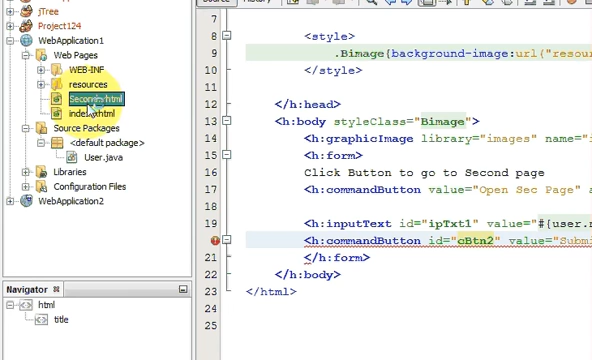 Source
History
jTree
Project124
WebApplication1
Web Pages
WEB-INF
resources
index.xhtml
Source Packages
<default package>
User.java
Libraries
Configuration Files
WebApplication2
Navigator
html
title
7
8 <style>
9 .Bimage{background-image:url{"resour
10 </style>
11
12 </h:head>
13 <h:body styleClass="Bimage">
14 <h:graphicImage library="images" name="i
15 <h:form>
16 Click Button to go to Second page
17 <h:commandButton value="Open Sec Page" a
18
19 <h:inputText id="ipTxt1" value="#{user.n
<h:commandButton id="cBtn2" value="Submi
21 </h:form>
22 </h:body>
23 </html>
24
25